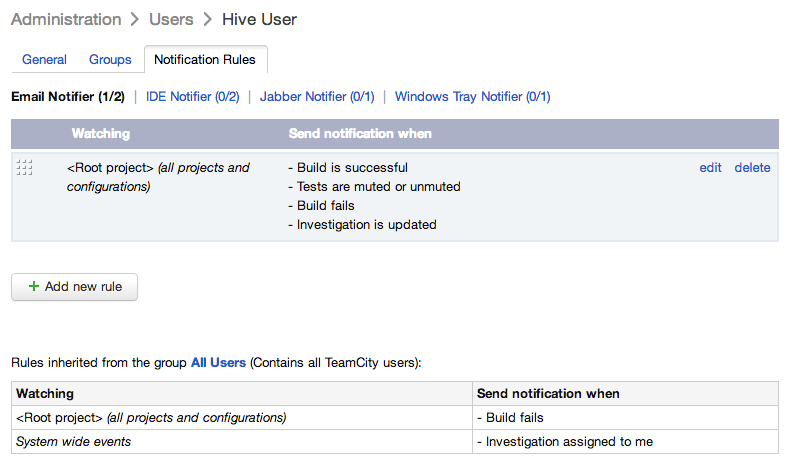 Administration > Users > Hive User
General Groups Notification Rules
Email Notifier (1/2) | IDE Notifier (0/2) | Jabber Notifier (0/1) | Windows Tray Notifier (0/1)
Watching Send notification when
<Root project> (all projects and - Build is successful edit delete
configurations) - Tests are muted or unmuted
- Build fails
- Investigation is updated
+ Add new rule
Rules inherited from the group All Users (Contains all TeamCity users):
Watching Send notification when
<Root project> (all projects and configurations) - Build fails
System wide events - Investigation assigned to me